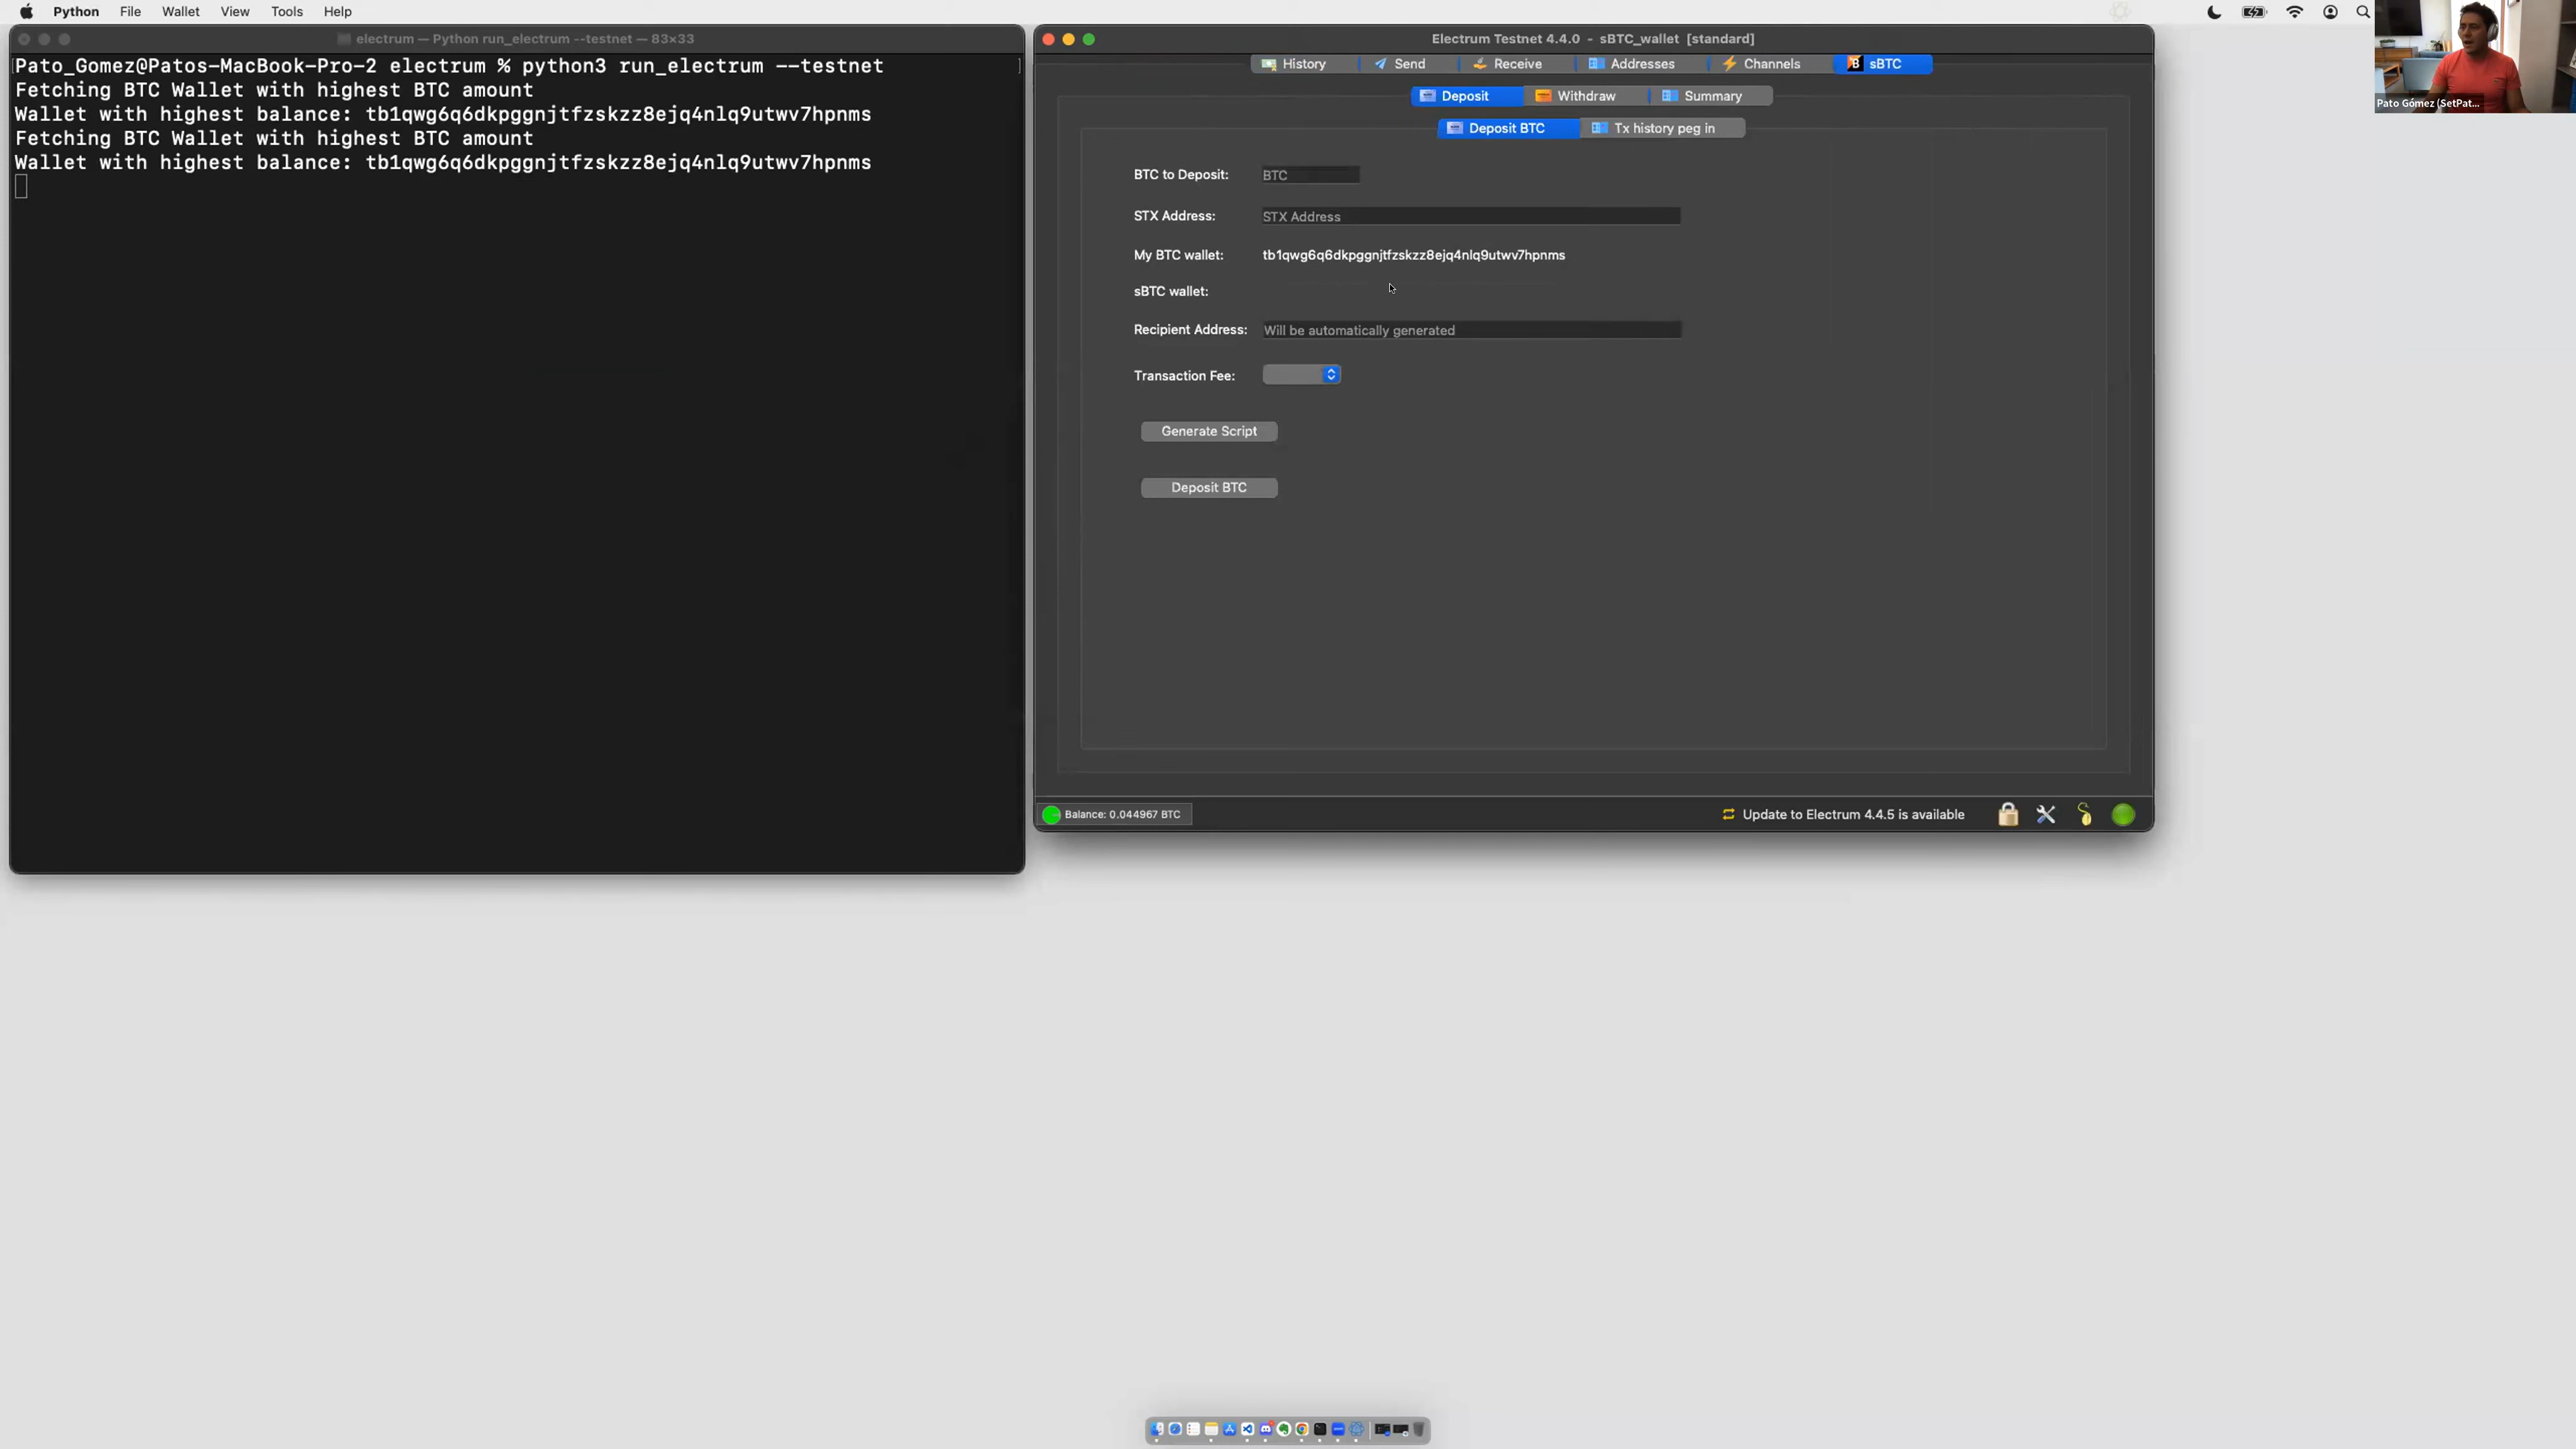 Python File Wallet View Tools Help
electrum — Python run_electrum --testnet — 83×33
Pato_Gomez@Patos-MacBook-Pro-2 electrum % python3 run_electrum --testnet
Fetching BTC Wallet with highest BTC amount
Wallet with highest balance: tb1qwg6q6dkpggnjtfzskzz8ejq4nlq9utwv7hpnms
Fetching BTC Wallet with highest BTC amount
Wallet with highest balance: tb1qwg6q6dkpggnjtfzskzz8ejq4nlq9utwv7hpnms
Electrum Testnet 4.4.0 - sBTC_wallet [standard]
History Send Receive Addresses Channels sBTC
Deposit Withdraw Summary
Deposit BTC Tx history peg in
BTC to Deposit: BTC
STX Address: STX Address
My BTC wallet: tb1qwg6q6dkpggnjtfzskzz8ejq4nlq9utwv7hpnms
sBTC wallet:
Recipient Address: Will be automatically generated
Transaction Fee:
Generate Script
Deposit BTC
Balance: 0.044967 BTC
Update to Electrum 4.4.5 is available
Pato Gómez (SetPat...